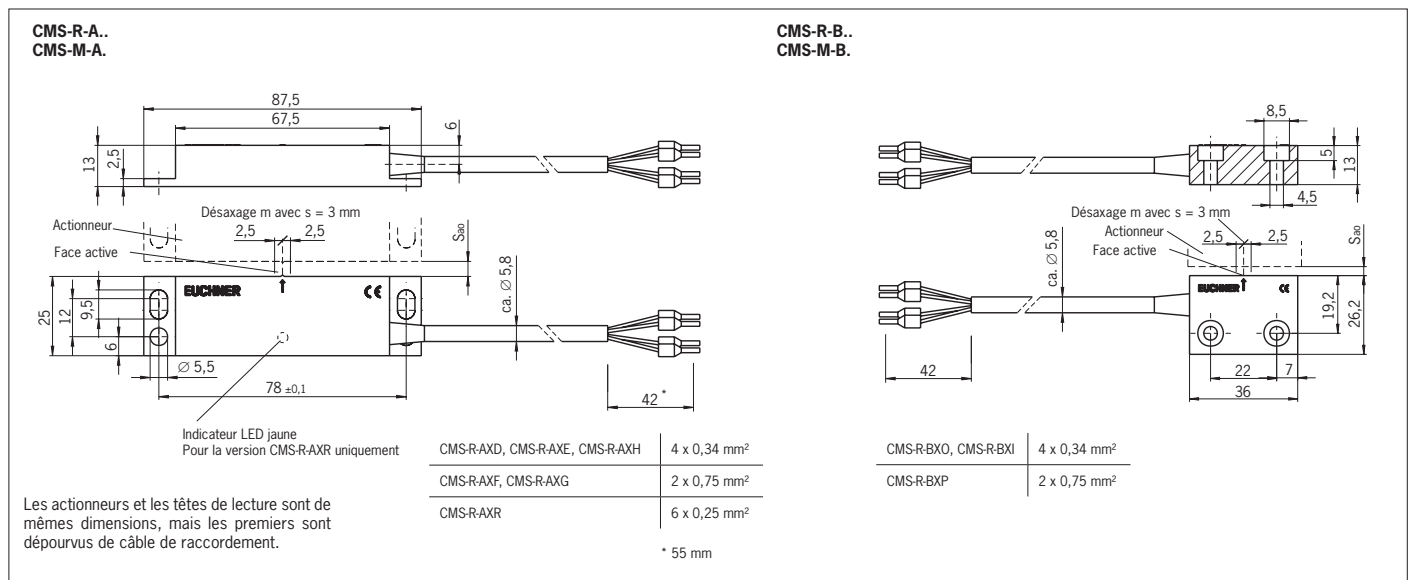 CMS-R-A..
CMS-M-A.
87,5
67,5
6
13
2,5
Désaxage m avec s = 3 mm
Actionneur
2,5
2,5
Sao
Face active
ca. ∅ 5,8
EUCHNER
CE
25
12
9,5
6
∅ 5,5
78 ±0,1
42 *
Indicateur LED jaune
Pour la version CMS-R-AXR uniquement
CMS-R-AXD, CMS-R-AXE, CMS-R-AXH 4 x 0,34 mm²
CMS-R-AXF, CMS-R-AXG 2 x 0,75 mm²
CMS-R-AXR 6 x 0,25 mm²
* 55 mm
Les actionneurs et les têtes de lecture sont de
mêmes dimensions, mais les premiers sont
dépourvus de câble de raccordement.
CMS-R-B..
CMS-M-B.
8,5
5
13
4,5
Désaxage m avec s = 3 mm
Actionneur
2,5
2,5
Sao
Face active
ca. ∅ 5,8
EUCHNER
CE
19,2
26,2
42
22
7
36
CMS-R-BXO, CMS-R-BXI 4 x 0,34 mm²
CMS-R-BXP 2 x 0,75 mm²